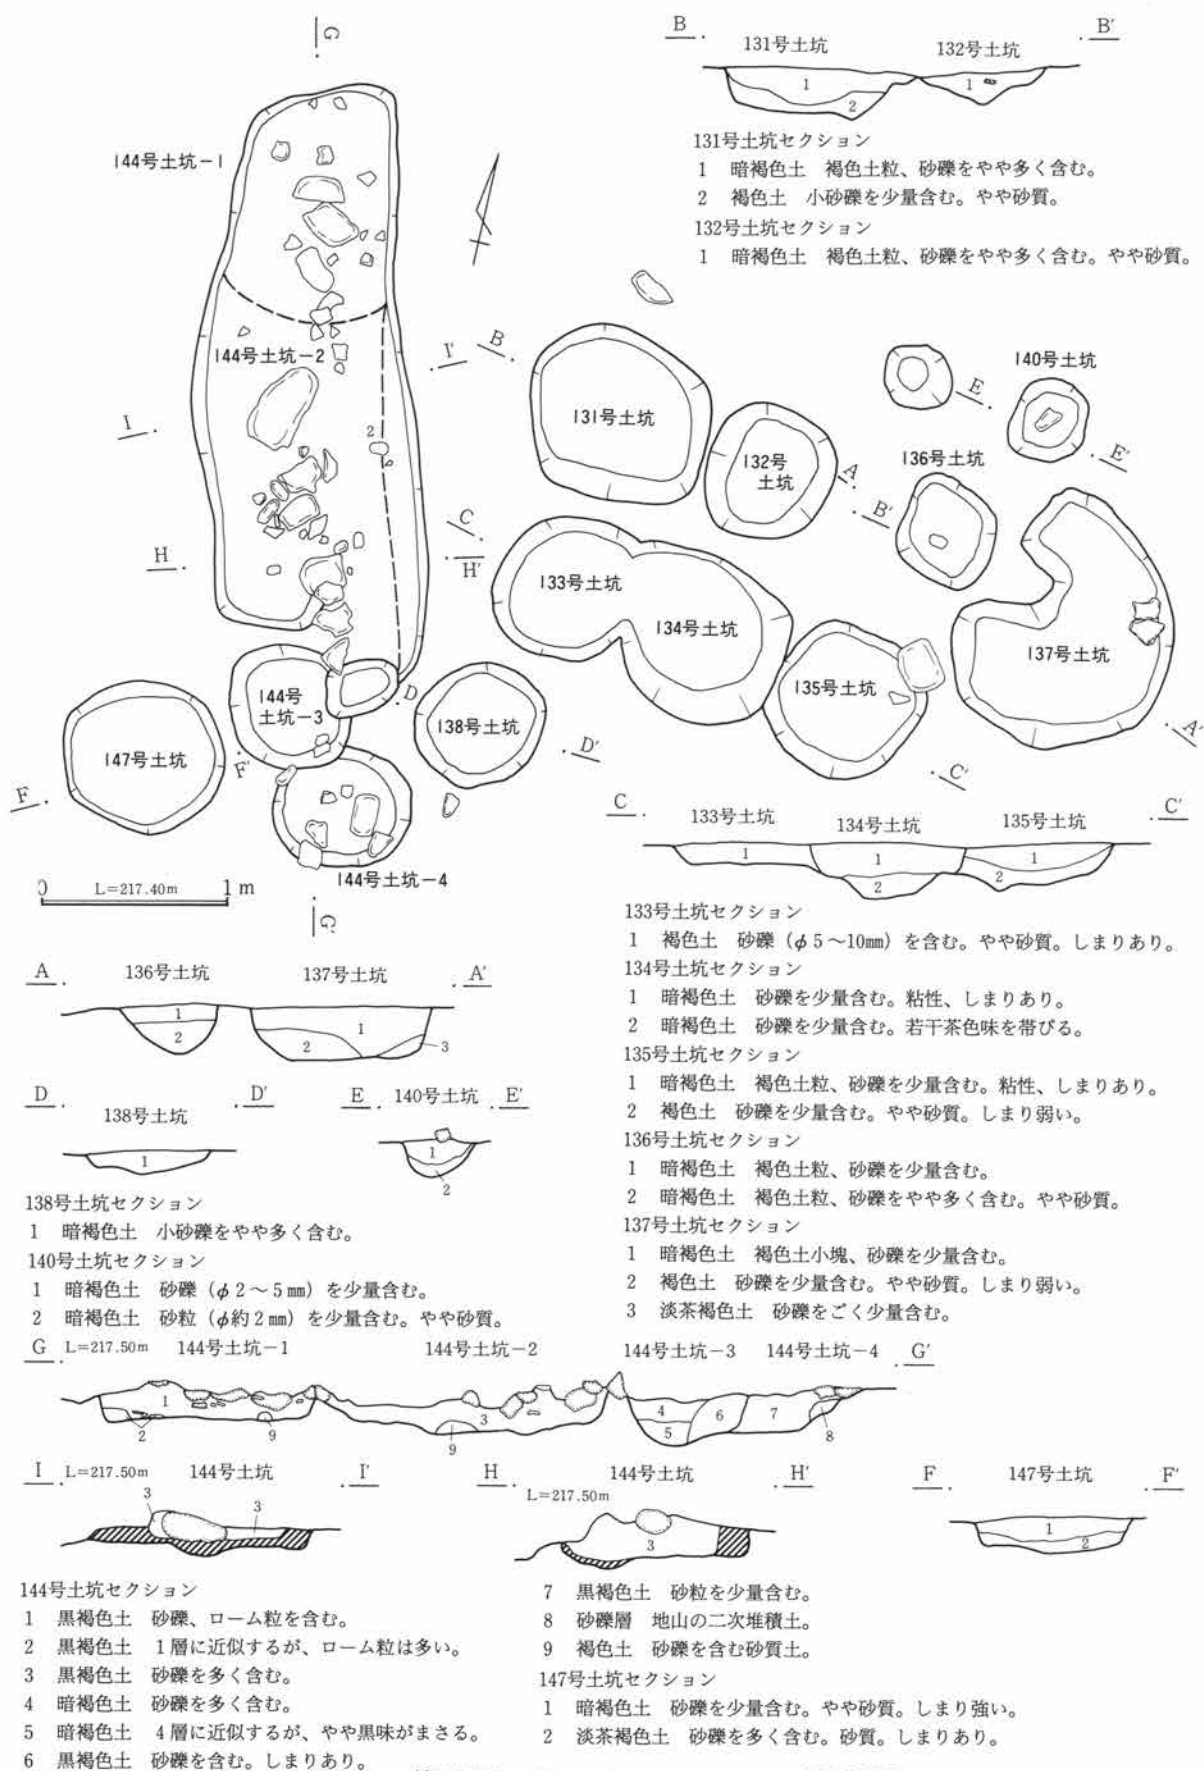 G
144号土坑-1
144号土坑-2
I
I′
2
H
H′
144号
土坑-3
147号土坑
F
F′
D
138号土坑
D′
144号土坑-4
L=217.40m
1m
G′
B
B′
131号土坑
132号土坑
1
2
1
131号土坑セクション
1 暗褐色土 褐色土粒、砂礫をやや多く含む。
2 褐色土 小砂礫を少量含む。やや砂質。
132号土坑セクション
1 暗褐色土 褐色土粒、砂礫をやや多く含む。やや砂質。
B
131号土坑
132号
土坑
A
B′
E
140号土坑
E′
136号土坑
C
133号土坑
134号土坑
135号土坑
137号土坑
A′
C′
C
133号土坑
134号土坑
135号土坑
C′
1
1
2
1
2
133号土坑セクション
1 褐色土 砂礫(φ5~10mm)を含む。やや砂質。しまりあり。
134号土坑セクション
1 暗褐色土 砂礫を少量含む。粘性、しまりあり。
2 暗褐色土 砂礫を少量含む。若干茶色味を帯びる。
135号土坑セクション
1 暗褐色土 褐色土粒、砂礫を少量含む。粘性、しまりあり。
2 褐色土 砂礫を少量含む。やや砂質。しまり弱い。
136号土坑セクション
1 暗褐色土 褐色土粒、砂礫を少量含む。
2 暗褐色土 褐色土粒、砂礫をやや多く含む。やや砂質。
137号土坑セクション
1 暗褐色土 褐色土小塊、砂礫を少量含む。
2 褐色土 砂礫を少量含む。やや砂質。しまり弱い。
3 淡茶褐色土 砂礫をごく少量含む。
A
136号土坑
137号土坑
A′
1
2
1
2
3
D
138号土坑
D′
1
E
140号土坑
E′
1
2
138号土坑セクション
1 暗褐色土 小砂礫をやや多く含む。
140号土坑セクション
1 暗褐色土 砂礫(φ2~5mm)を少量含む。
2 暗褐色土 砂粒(φ約2mm)を少量含む。やや砂質。
G L=217.50m 144号土坑-1 144号土坑-2 144号土坑-3 144号土坑-4 G′
1
2
9
3
9
4
5
6
7
8
I L=217.50m 144号土坑 I′
3
3
H 144号土坑 H′
L=217.50m
3
F 147号土坑 F′
1
2
144号土坑セクション
1 黒褐色土 砂礫、ローム粒を含む。
2 黒褐色土 1層に近似するが、ローム粒は多い。
3 黒褐色土 砂礫を多く含む。
4 暗褐色土 砂礫を多く含む。
5 暗褐色土 4層に近似するが、やや黒味がまさる。
6 黒褐色土 砂礫を含む。しまりあり。
7 黒褐色土 砂粒を少量含む。
8 砂礫層 地山の二次堆積土。
9 褐色土 砂礫を含む砂質土。
147号土坑セクション
1 暗褐色土 砂礫を少量含む。やや砂質。しまり強い。
2 淡茶褐色土 砂礫を多く含む。砂質。しまりあり。